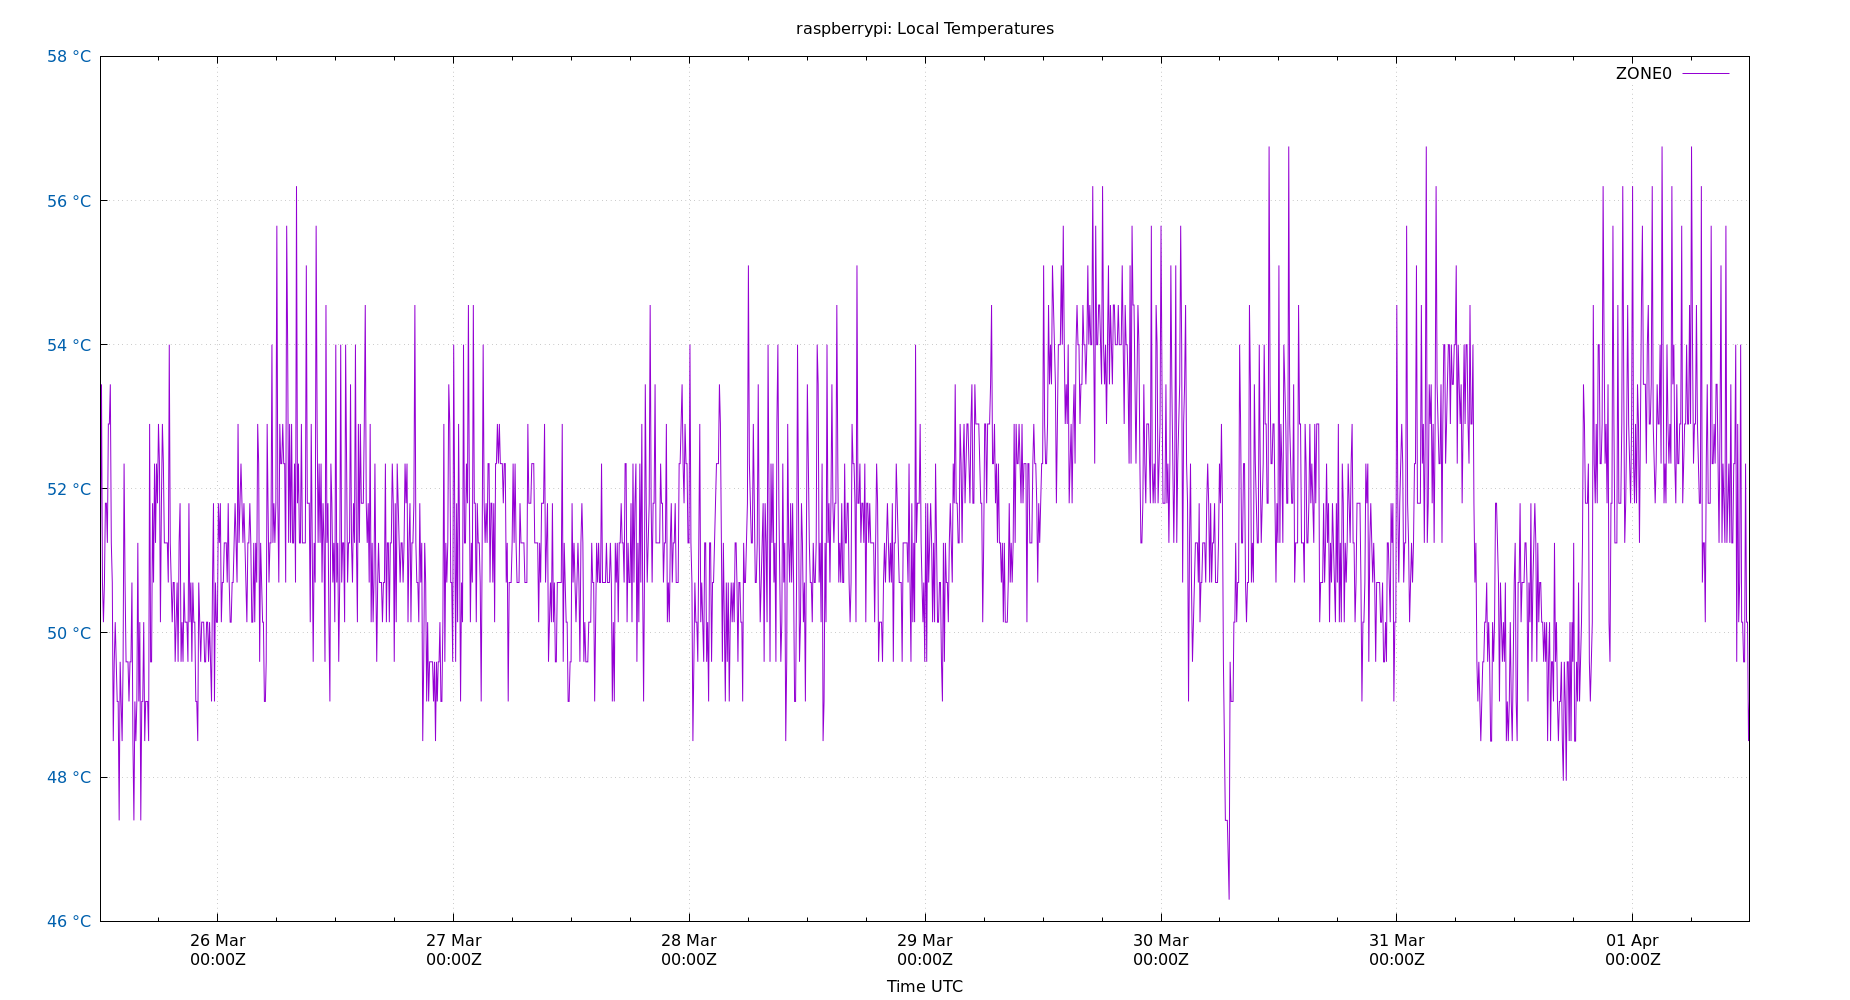 raspberrypi: Local Temperatures
58 °C
ZONE0
56 °C
54 °C
52 °C
50 °C
48 °C
46 °C
26 Mar 27 Mar 28 Mar 29 Mar 30 Mar 31 Mar 01 Apr
00:00Z 00:00Z 00:00Z 00:00Z 00:00Z 00:00Z 00:00Z
Time UTC